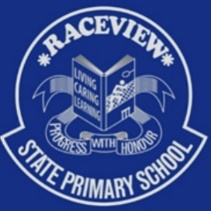 *RACEVIEW*
LIVING
CARING
LEARNING
PROGRESS WITH HONOUR
STATE PRIMARY SCHOOL